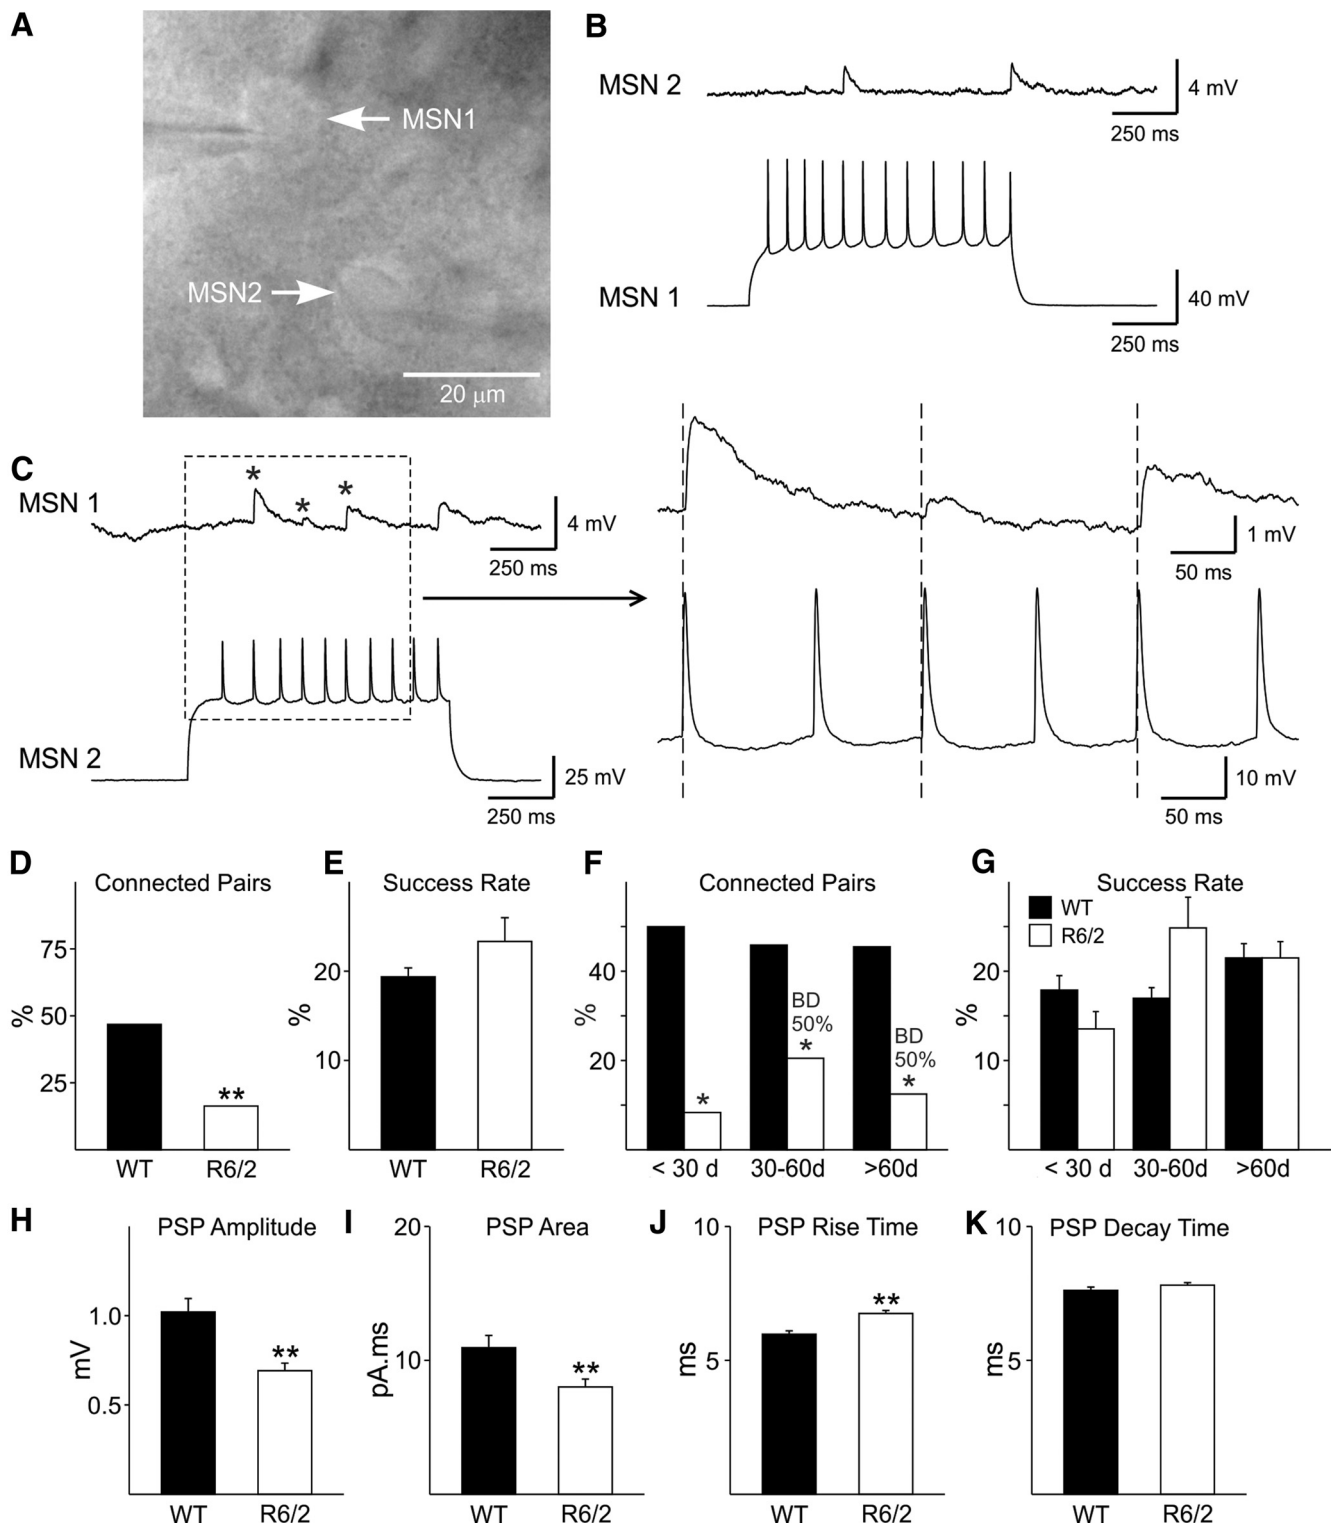 A
MSN1
MSN2
20 μm
B
MSN 2
4 mV
250 ms
MSN 1
40 mV
250 ms
C
MSN 1
* * *
4 mV
250 ms
MSN 2
25 mV
250 ms
1 mV
50 ms
10 mV
50 ms
D
Connected Pairs
%
75
50
25
**
WT R6/2
E
Success Rate
%
20
10
WT R6/2
F
Connected Pairs
%
40
20
*
BD
50%
*
BD
50%
*
< 30 d 30-60d >60d
G
Success Rate
WT
R6/2
%
20
10
< 30 d 30-60d >60d
H
PSP Amplitude
mV
1.0
0.5
**
WT R6/2
I
PSP Area
pA.ms
20
10
**
WT R6/2
J
PSP Rise Time
ms
10
5
**
WT R6/2
K
PSP Decay Time
ms
10
5
WT R6/2